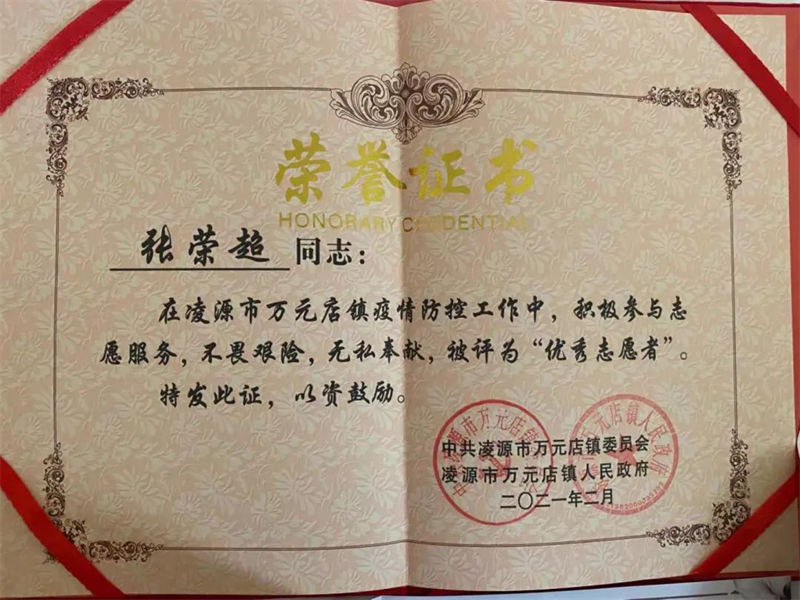 荣誉证书
HONORARY CREDENTIAL
张荣超 同志：
在凌源市万元店镇疫情防控工作中，积极参与志
愿服务，不畏艰险，无私奉献，被评为“优秀志愿者”。
特发此证，以资鼓励。
中共凌源市万元店镇委员会
凌源市万元店镇人民政府
二〇二一年二月